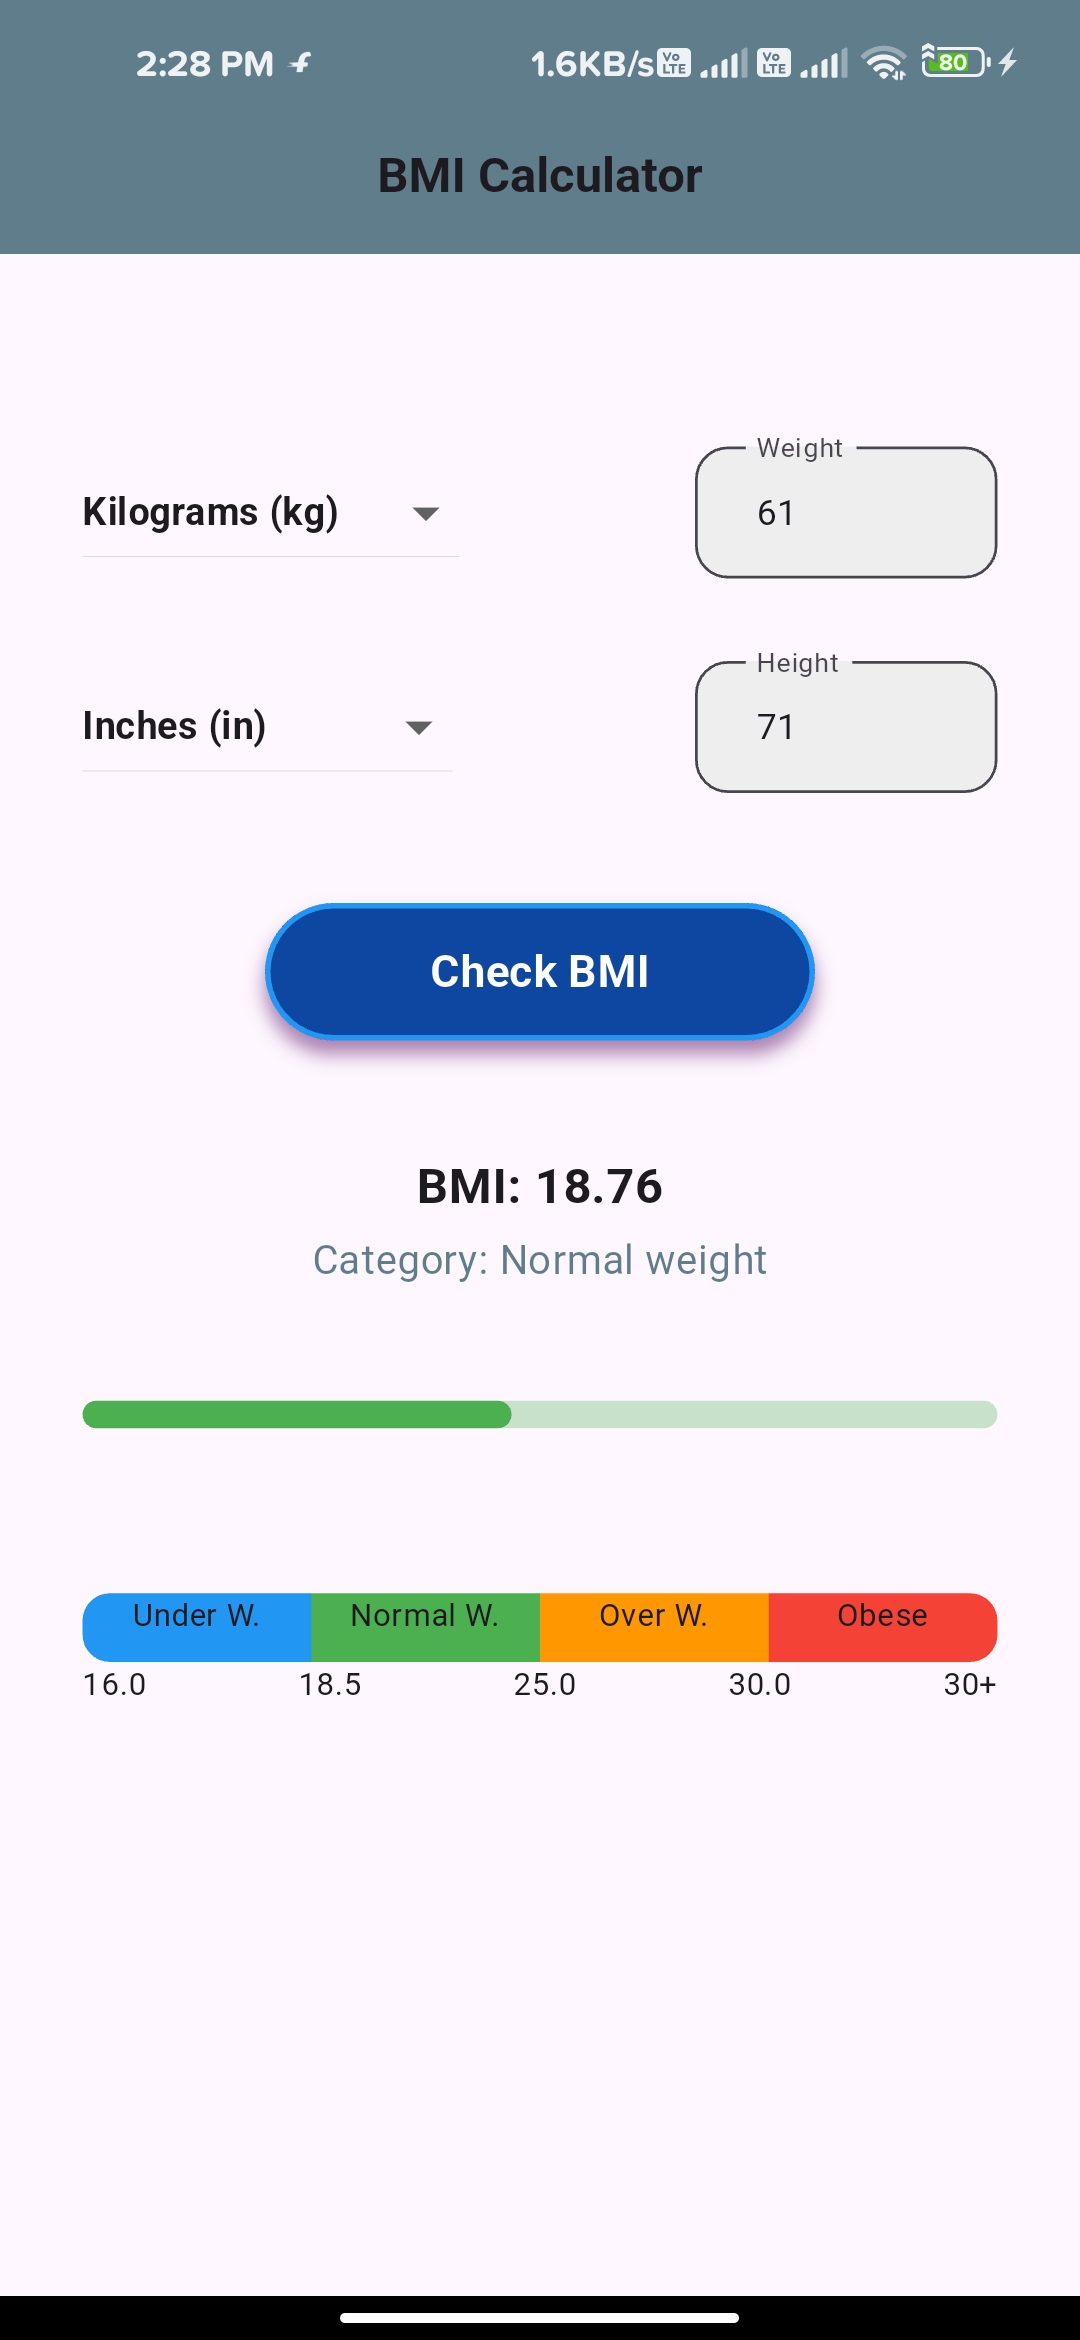 2:28 PM 1.6KB/s Vo LTE Vo LTE 80
BMI Calculator
Weight
Kilograms (kg) 61
Height
Inches (in) 71
Check BMI
BMI: 18.76
Category: Normal weight
Under W. Normal W. Over W. Obese
16.0 18.5 25.0 30.0 30+